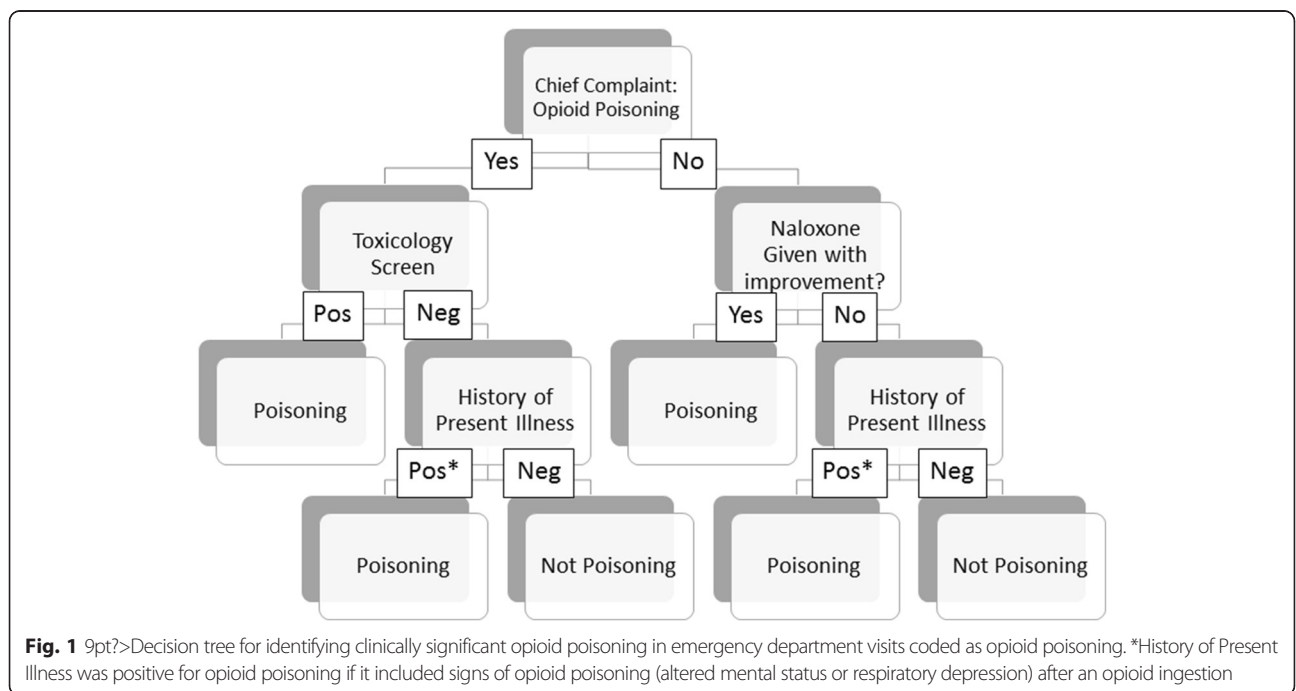 Chief Complaint:
Opioid Poisoning
Yes
No
Toxicology
Screen
Naloxone
Given with
improvement?
Pos
Neg
Yes
No
Poisoning
History of
Present Illness
Poisoning
History of
Present Illness
Pos*
Neg
Pos*
Neg
Poisoning
Not Poisoning
Poisoning
Not Poisoning
Fig. 1 9pt?>Decision tree for identifying clinically significant opioid poisoning in emergency department visits coded as opioid poisoning. *History of Present
Illness was positive for opioid poisoning if it included signs of opioid poisoning (altered mental status or respiratory depression) after an opioid ingestion